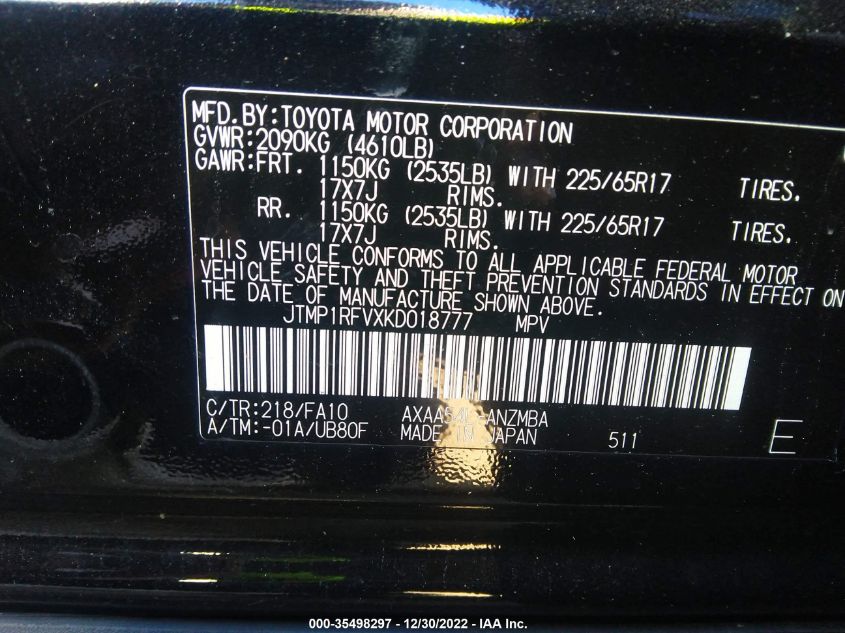 MFD.BY:TOYOTA MOTOR CORPORATION
GVWR:2090KG (4610LB)
GAWR:FRT. 1150KG (2535LB) WITH 225/65R17 TIRES.
17X7J RIMS.
RR. 1150KG (2535LB) WITH 225/65R17 TIRES.
17X7J RIMS.
THIS VEHICLE CONFORMS TO ALL APPLICABLE FEDERAL MOTOR
VEHICLE SAFETY AND THEFT PREVENTION STANDARDS IN EFFECT ON
THE DATE OF MANUFACTURE SHOWN ABOVE.
JTMP1RFVXKD018777 MPV
C/TR:218/FA10 AXAA54L-ANZMBA
A/TM:-01A/UB80F MADE IN JAPAN 511 E
000-35498297 - 12/30/2022 - IAA Inc.